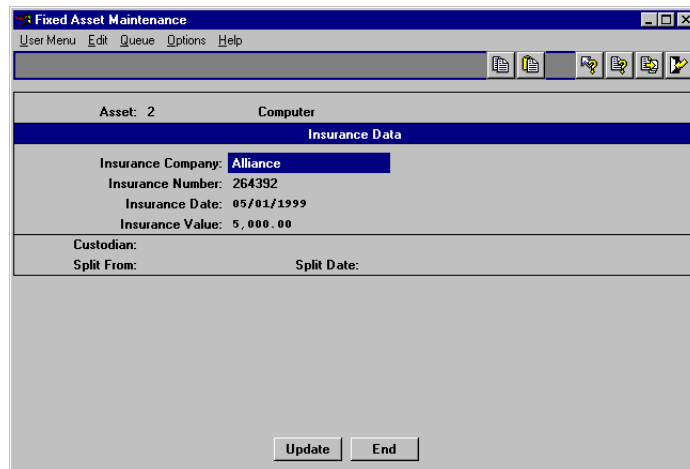 Fixed Asset Maintenance
User Menu Edit Queue Options Help
Asset: 2 Computer
Insurance Data
Insurance Company: Alliance
Insurance Number: 264392
Insurance Date: 05/01/1999
Insurance Value: 5,000.00
Custodian:
Split From: Split Date:
Update End